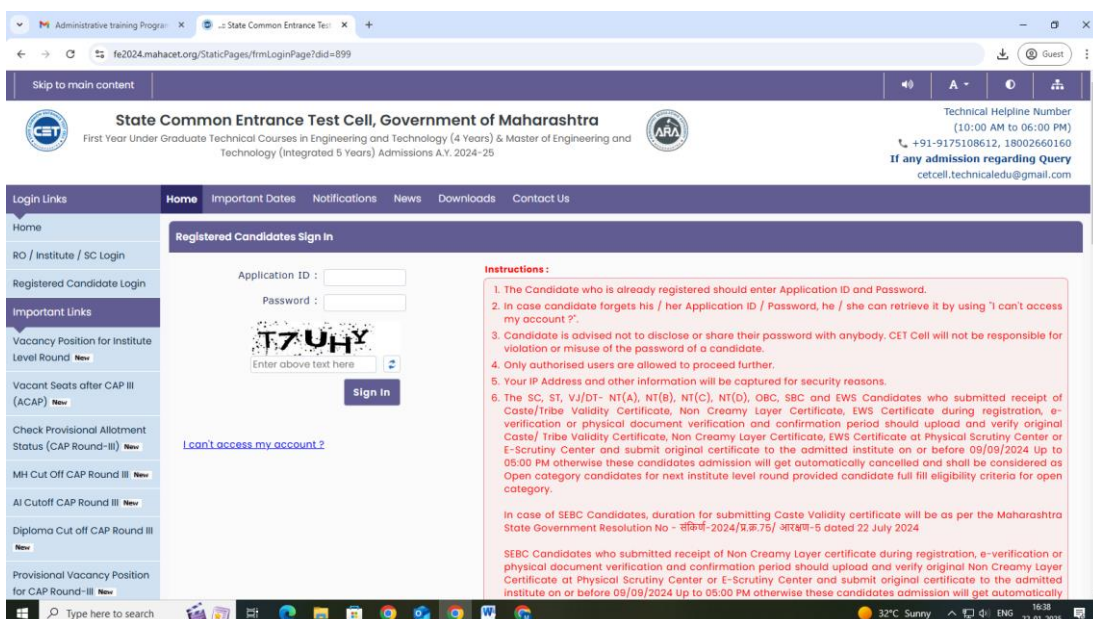 Administrative training Progra
State Common Entrance Test
fe2024.mahacet.org/StaticPages/frmLoginPage?did=899
Guest
Skip to main content
A
CET
State Common Entrance Test Cell, Government of Maharashtra
First Year Under Graduate Technical Courses in Engineering and Technology (4 Years) & Master of Engineering and
Technology (Integrated 5 Years) Admissions A.Y. 2024-25
ARA
Technical Helpline Number
(10:00 AM to 06:00 PM)
+91-9175108612, 18002660160
If any admission regarding Query
cetcell.technicaledu@gmail.com
Login Links
Home
RO / Institute / SC Login
Registered Candidate Login
Important Links
Vacancy Position for Institute
Level Round New
Vacant Seats after CAP III
(ACAP) New
Check Provisional Allotment
Status (CAP Round-III) New
MH Cut Off CAP Round III New
AI Cutoff CAP Round III New
Diploma Cut off CAP Round III
New
Provisional Vacancy Position
for CAP Round-III New
Home Important Dates Notifications News Downloads Contact Us
Registered Candidates Sign In
Application ID :
Password :
T7UHY
Enter above text here
Sign In
I can't access my account ?
Instructions :
1. The Candidate who is already registered should enter Application ID and Password.
2. In case candidate forgets his / her Application ID / Password, he / she can retrieve it by using "I can't access
my account ?".
3. Candidate is advised not to disclose or share their password with anybody. CET Cell will not be responsible for
violation or misuse of the password of a candidate.
4. Only authorised users are allowed to proceed further.
5. Your IP Address and other information will be captured for security reasons.
6. The SC, ST, VJ/DT- NT(A), NT(B), NT(C), NT(D), OBC, SBC and EWS Candidates who submitted receipt of
Caste/Tribe Validity Certificate, Non Creamy Layer Certificate, EWS Certificate during registration, e-
verification or physical document verification and confirmation period should upload and verify original
Caste/ Tribe Validity Certificate, Non Creamy Layer Certificate, EWS Certificate at Physical Scrutiny Center or
E-Scrutiny Center and submit original certificate to the admitted institute on or before 09/09/2024 Up to
05:00 PM otherwise these candidates admission will get automatically cancelled and shall be considered as
Open category candidates for next institute level round provided candidate full fill eligibility criteria for open
category.
In case of SEBC Candidates, duration for submitting Caste Validity certificate will be as per the Maharashtra
State Government Resolution No - संकिर्ण-2024/प्र.क्र.75/ आरक्षण-5 dated 22 July 2024
SEBC Candidates who submitted receipt of Non Creamy Layer certificate during registration, e-verification or
physical document verification and confirmation period should upload and verify original Non Creamy Layer
Certificate at Physical Scrutiny Center or E-Scrutiny Center and submit original certificate to the admitted
institute on or before 09/09/2024 Up to 05:00 PM otherwise these candidates admission will get automatically
Type here to search
32°C Sunny
ENG
16:38
22-01-2025